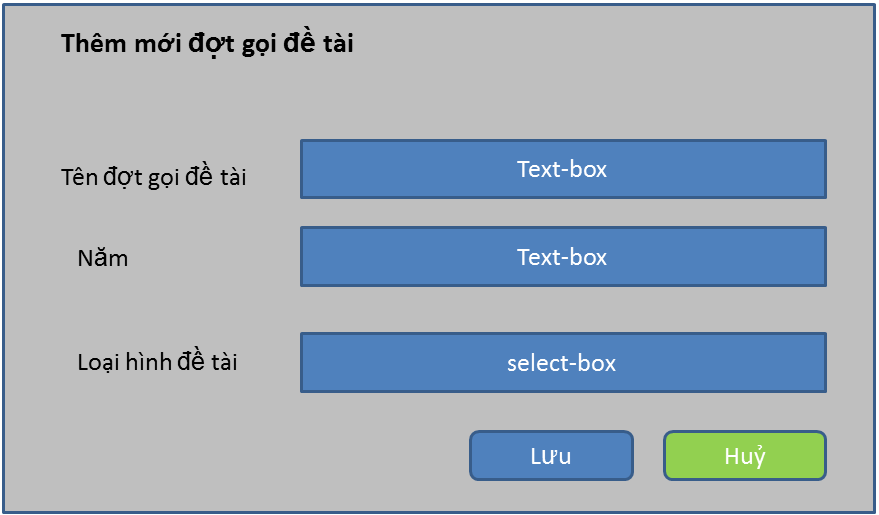 Thêm mới đợt gọi đề tài
Tên đợt gọi đề tài
Text-box
Năm
Text-box
Loại hình đề tài
select-box
Lưu
Huỷ